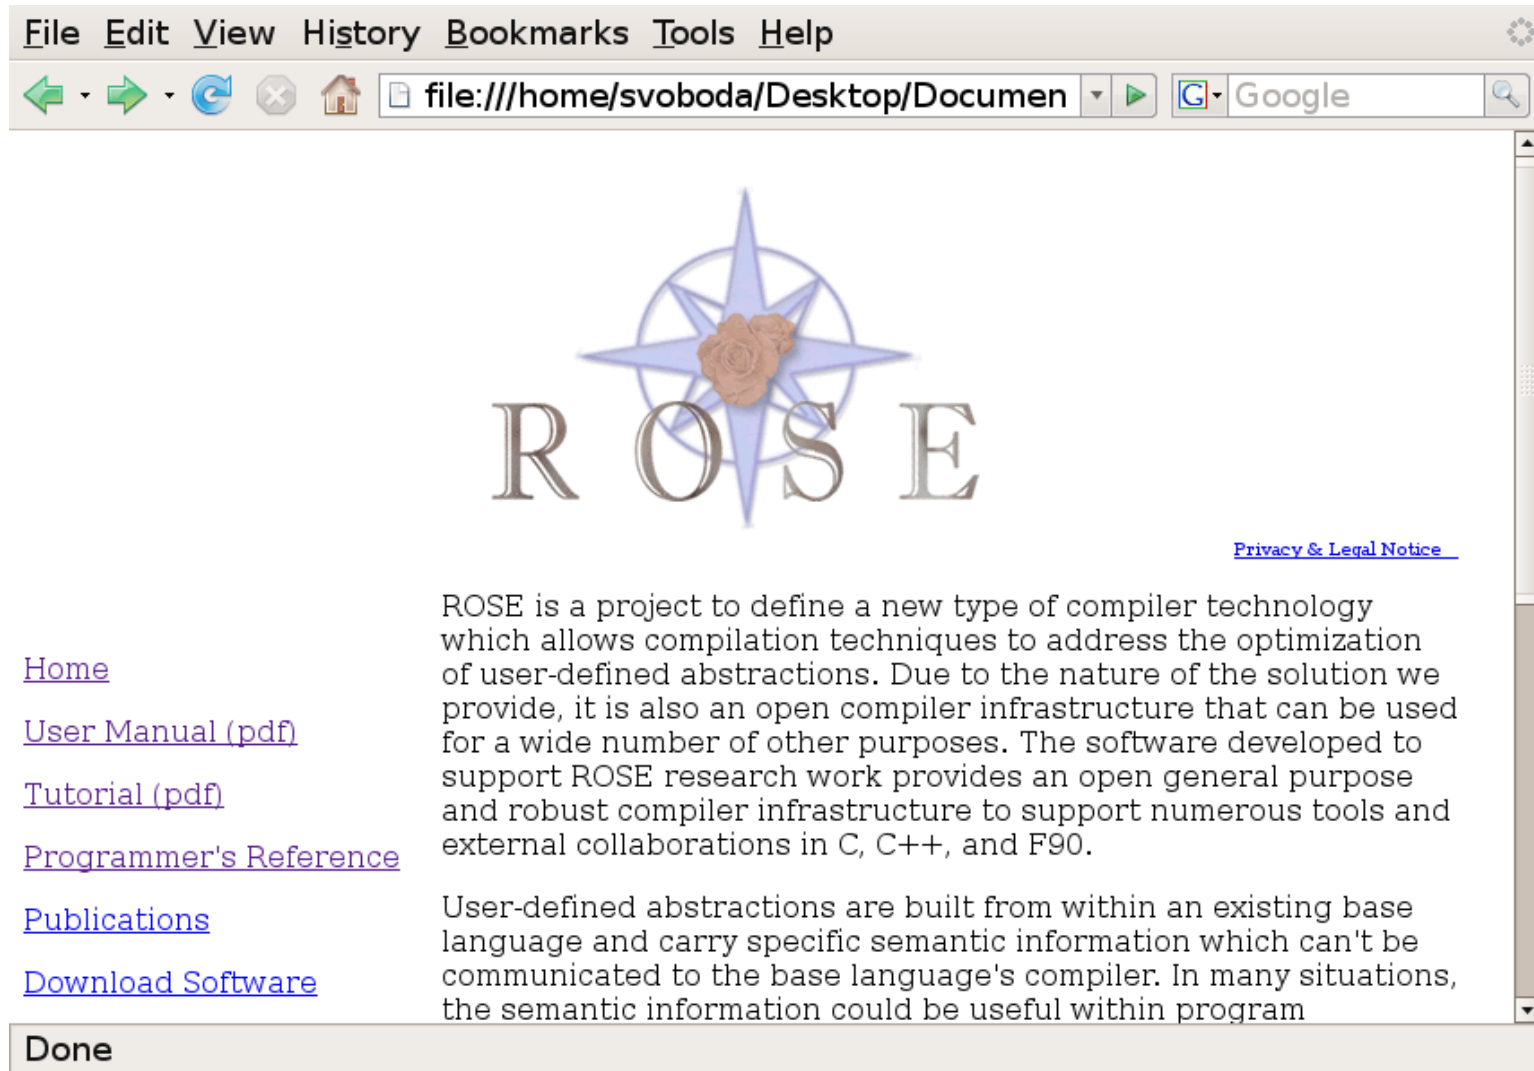 File Edit View History Bookmarks Tools Help
file:///home/svoboda/Desktop/Documen G Google
R O S E
Privacy & Legal Notice
ROSE is a project to define a new type of compiler technology
which allows compilation techniques to address the optimization
of user-defined abstractions. Due to the nature of the solution we
provide, it is also an open compiler infrastructure that can be used
for a wide number of other purposes. The software developed to
support ROSE research work provides an open general purpose
and robust compiler infrastructure to support numerous tools and
external collaborations in C, C++, and F90.
User-defined abstractions are built from within an existing base
language and carry specific semantic information which can't be
communicated to the base language's compiler. In many situations,
the semantic information could be useful within program
Home
User Manual (pdf)
Tutorial (pdf)
Programmer's Reference
Publications
Download Software
Done